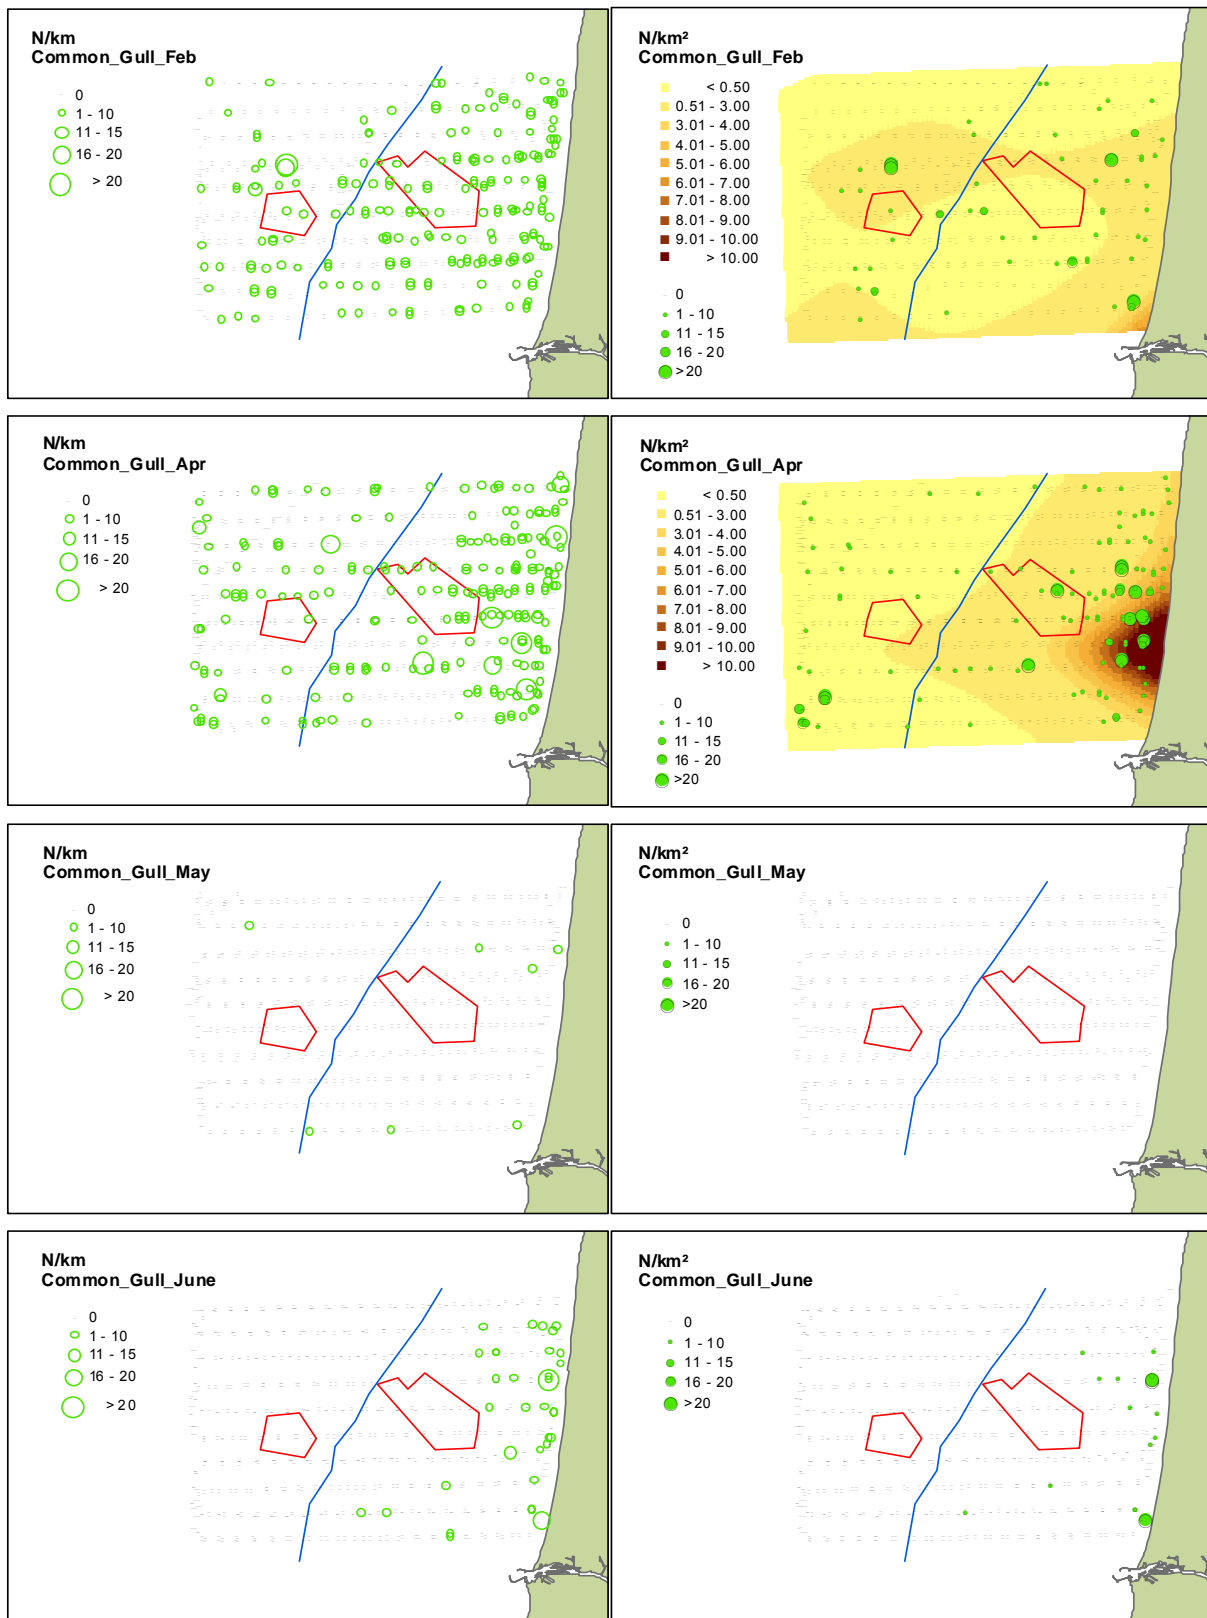 N/km
Common_Gull_Feb
0
1 - 10
11 - 15
16 - 20
> 20
N/km²
Common_Gull_Feb
< 0.50
0.51 - 3.00
3.01 - 4.00
4.01 - 5.00
5.01 - 6.00
6.01 - 7.00
7.01 - 8.00
8.01 - 9.00
9.01 - 10.00
> 10.00
0
1 - 10
11 - 15
16 - 20
>20
N/km
Common_Gull_Apr
0
1 - 10
11 - 15
16 - 20
> 20
N/km²
Common_Gull_Apr
< 0.50
0.51 - 3.00
3.01 - 4.00
4.01 - 5.00
5.01 - 6.00
6.01 - 7.00
7.01 - 8.00
8.01 - 9.00
9.01 - 10.00
> 10.00
0
1 - 10
11 - 15
16 - 20
>20
N/km
Common_Gull_May
0
1 - 10
11 - 15
16 - 20
> 20
N/km²
Common_Gull_May
0
1 - 10
11 - 15
16 - 20
>20
N/km
Common_Gull_June
0
1 - 10
11 - 15
16 - 20
> 20
N/km²
Common_Gull_June
0
1 - 10
11 - 15
16 - 20
>20